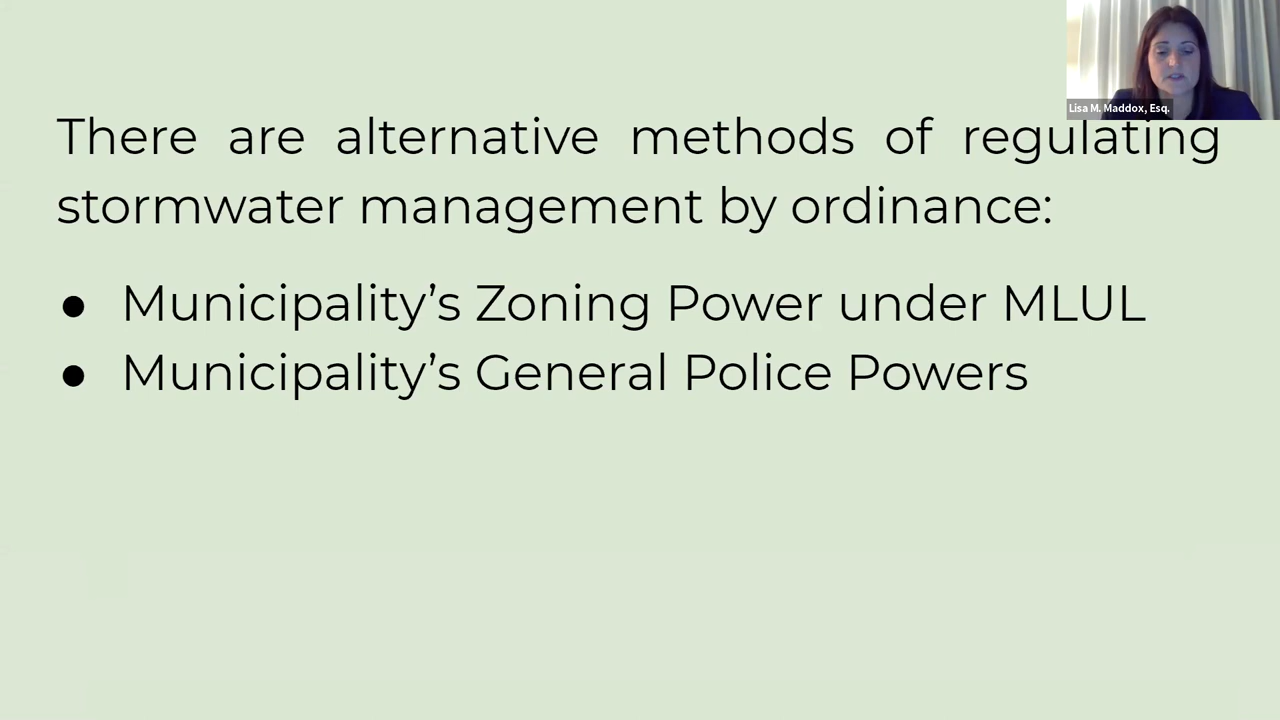 Lisa M. Maddox, Esq.
There are alternative methods of regulating
stormwater management by ordinance:
● Municipality’s Zoning Power under MLUL
● Municipality’s General Police Powers